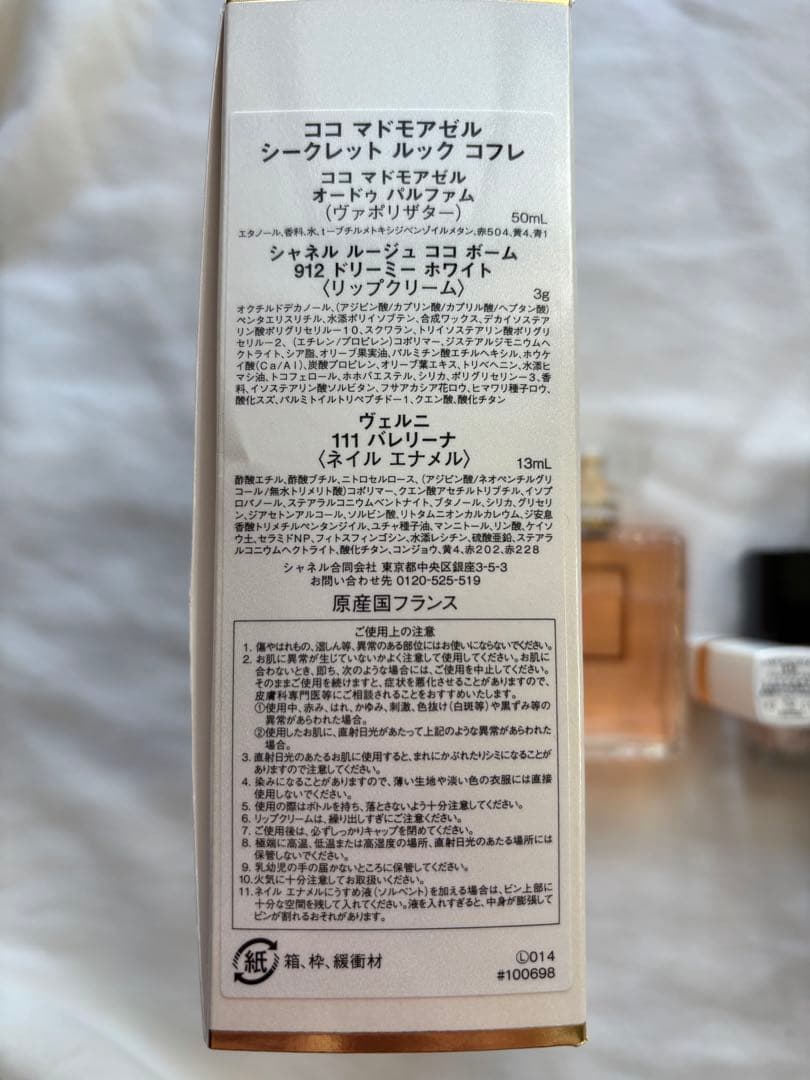 ココ マドモアゼル
シークレット ルック コフレ
ココ マドモアゼル
オードゥ パルファム
(ヴァポリザター) 50mL
エタノール、香料、水、t-ブチルメトキシジベンゾイルメタン、赤504、黄4、青1
シャネル ルージュ ココ ボーム
912 ドリーミー ホワイト
〈リップクリーム〉 3g
オクチルドデカノール、(アジピン酸/カプリン酸/カプリル酸/ヘプタン酸)
ペンタエリスリチル、水添ポリイソブテン、合成ワックス、デカイソステア
リン酸ポリグリセリル-10、スクワラン、トリイソステアリン酸ポリグリ
セリル-2、(エチレン/プロピレン)コポリマー、ジステアルジモニウムヘ
クトライト、シア脂、オリーブ果実油、パルミチン酸エチルヘキシル、ホウケ
イ酸(Ca/Al)、炭酸プロピレン、オリーブ葉エキス、トリベヘニン、水添ヒ
マシ油、トコフェロール、ホホバエステル、シリカ、ポリグリセリン-3、香
料、イソステアリン酸ソルビタン、フサアカシア花ロウ、ヒマワリ種子ロウ、
酸化スズ、パルミトイルトリペプチド-1、クエン酸、酸化チタン
ヴェルニ
111 バレリーナ
〈ネイル エナメル〉 13mL
酢酸エチル、酢酸ブチル、ニトロセルロース、(アジピン酸/ネオペンチルグリ
コール/無水トリメリト酸)コポリマー、クエン酸アセチルトリブチル、イソプ
ロパノール、ステアラルコニウムベントナイト、ブタノール、シリカ、グリセリ
ン、ジアセトンアルコール、ソルビン酸、リトタムニオンカルカレウム、ジ安息
香酸トリメチルペンタンジイル、ユチャ種子油、マンニトール、リン酸、ケイソ
ウ土、セラミドNP、フィトスフィンゴシン、水添レシチン、硫酸亜鉛、ステアラ
ルコニウムヘクトライト、酸化チタン、コンジョウ、黄4、赤202、赤228
シャネル合同会社 東京都中央区銀座3-5-3
お問い合わせ先 0120-525-519
原産国フランス
ご使用上の注意
1. 傷やはれもの、湿しん等、異常のある部位にはお使いにならないでください。
2. お肌に異常が生じていないかよく注意して使用してください。お肌に
合わないとき、即ち、次のような場合には、ご使用を中止してください。
そのままご使用を続けますと、症状を悪化させることがありますので、
皮膚科専門医等にご相談されることをおすすめいたします。
①使用中、赤み、はれ、かゆみ、刺激、色抜け(白斑等)や黒ずみ等の
異常があらわれた場合。
②使用したお肌に、直射日光があたって上記のような異常があらわれた
場合。
3. 直射日光のあたるお肌に使用すると、まれにかぶれたりシミになることが
ありますので注意してください。
4. 染みになることがありますので、薄い生地や淡い色の衣服には直接
使用しないでください。
5. 使用の際はボトルを持ち、落とさないよう十分注意してください。
6. リップクリームは、繰り出しすぎにご注意ください。
7. ご使用後は、必ずしっかりキャップを閉めてください。
8. 極端に高温、低温または高湿度の場所、直射日光のあたる場所には
保管しないでください。
9. 乳幼児の手の届かないところに保管してください。
10. 火気に十分注意してお取扱いください。
11. ネイル エナメルにうすめ液(ソルベント)を加える場合は、ビン上部に
十分な空間を残して入れてください。液を入れすぎると、中身が膨張して
ビンが割れるおそれがあります。
紙 箱、枠、緩衝材
Ⓛ014
#100698